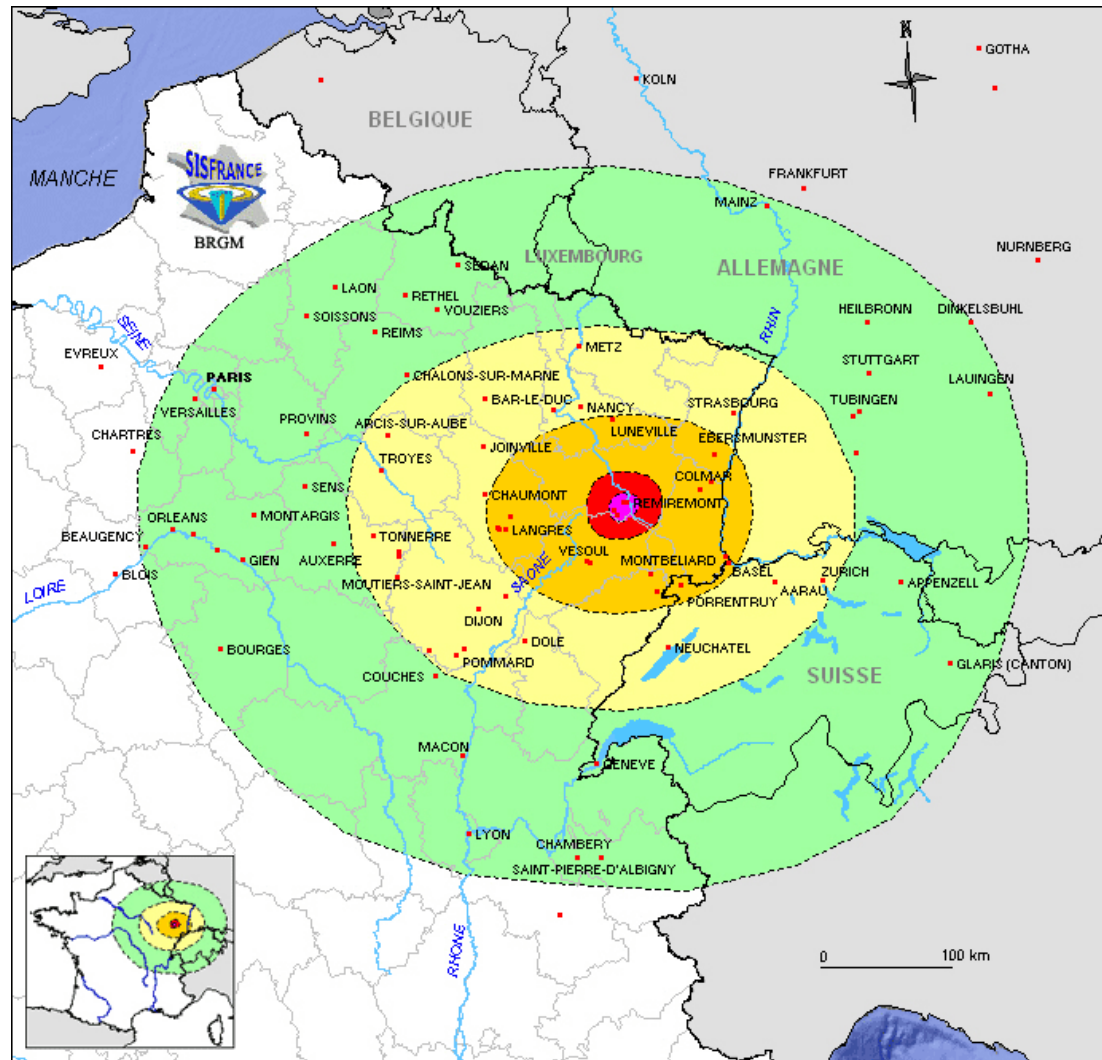 N
GOTHA
KOLN
BELGIQUE
SISFRANCE
MANCHE
FRANKFURT
MAINZ
BRGM
NURNBERG
LUXEMBOURG
SEDAN
ALLEMAGNE
LAON
RETHEL
VOUZIERS
HEILBRONN
DINKELSBUHL
SOISSONS
REIMS
SEINE
RHIN
METZ
EVREUX
STUTTGART
CHALONS-SUR-MARNE
PARIS
LAUINGEN
BAR-LE-DUC
NANCY
STRASBOURG
TUBINGEN
VERSAILLES
PROVINS
ARCIS-SUR-AUBE
LUNEVILLE
CHARTRES
EBERSMUNSTER
JOINVILLE
TROYES
COLMAR
SENS
CHAUMONT
REMIREMONT
MONTARGIS
ORLEANS
LANGRES
BEAUGENCY
TONNERRE
VESOUL
AUXERRE
GIEN
MONTBELIARD
BASEL
ZURICH
BLOIS
MOUTIERS-SAINT-JEAN
SAONE
AARAU
APPENZELL
LOIRE
PORRENTRUY
DIJON
DOLE
BOURGES
NEUCHATEL
POMMARD
GLARIS (CANTON)
COUCHES
SUISSE
MACON
GENEVE
LYON
CHAMBERY
SAINT-PIERRE-D'ALBIGNY
RHONE
0 100 km